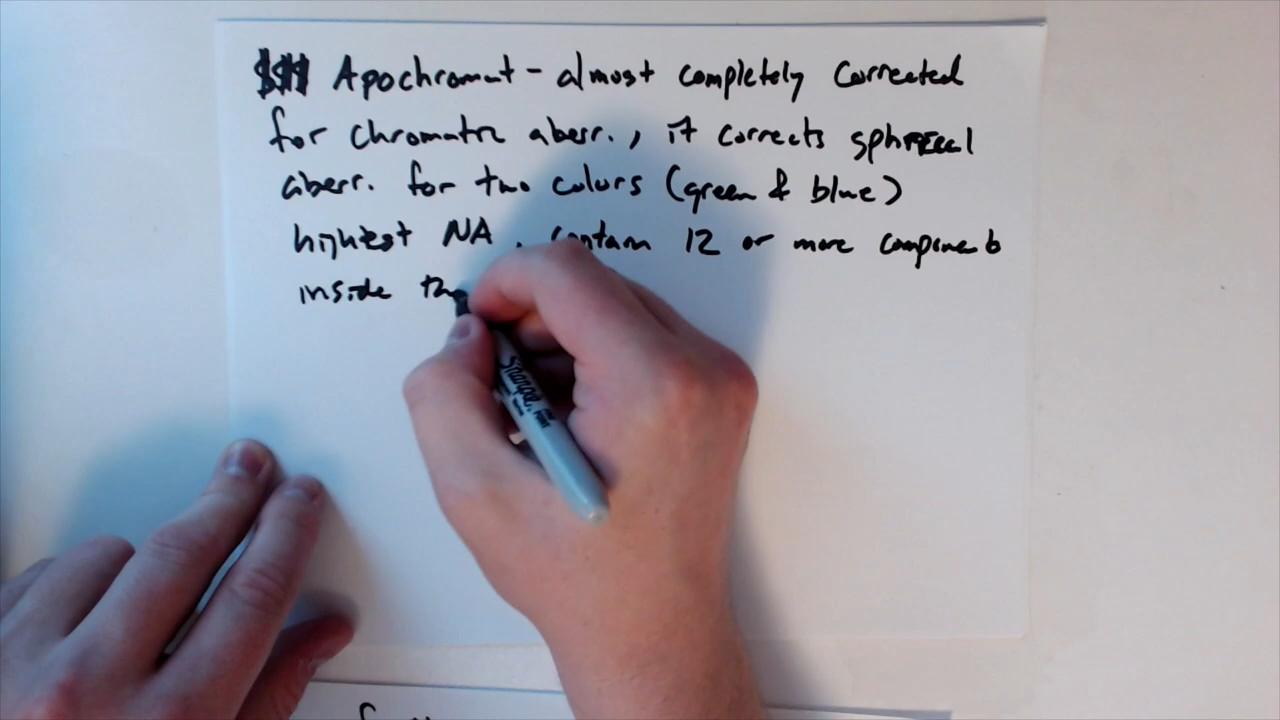 Apochromat - almost completely corrected
for chromatic aberr., it corrects spherical
aberr. for two colors (green & blue)
highest NA, contain 12 or more components
inside the
Sharpie